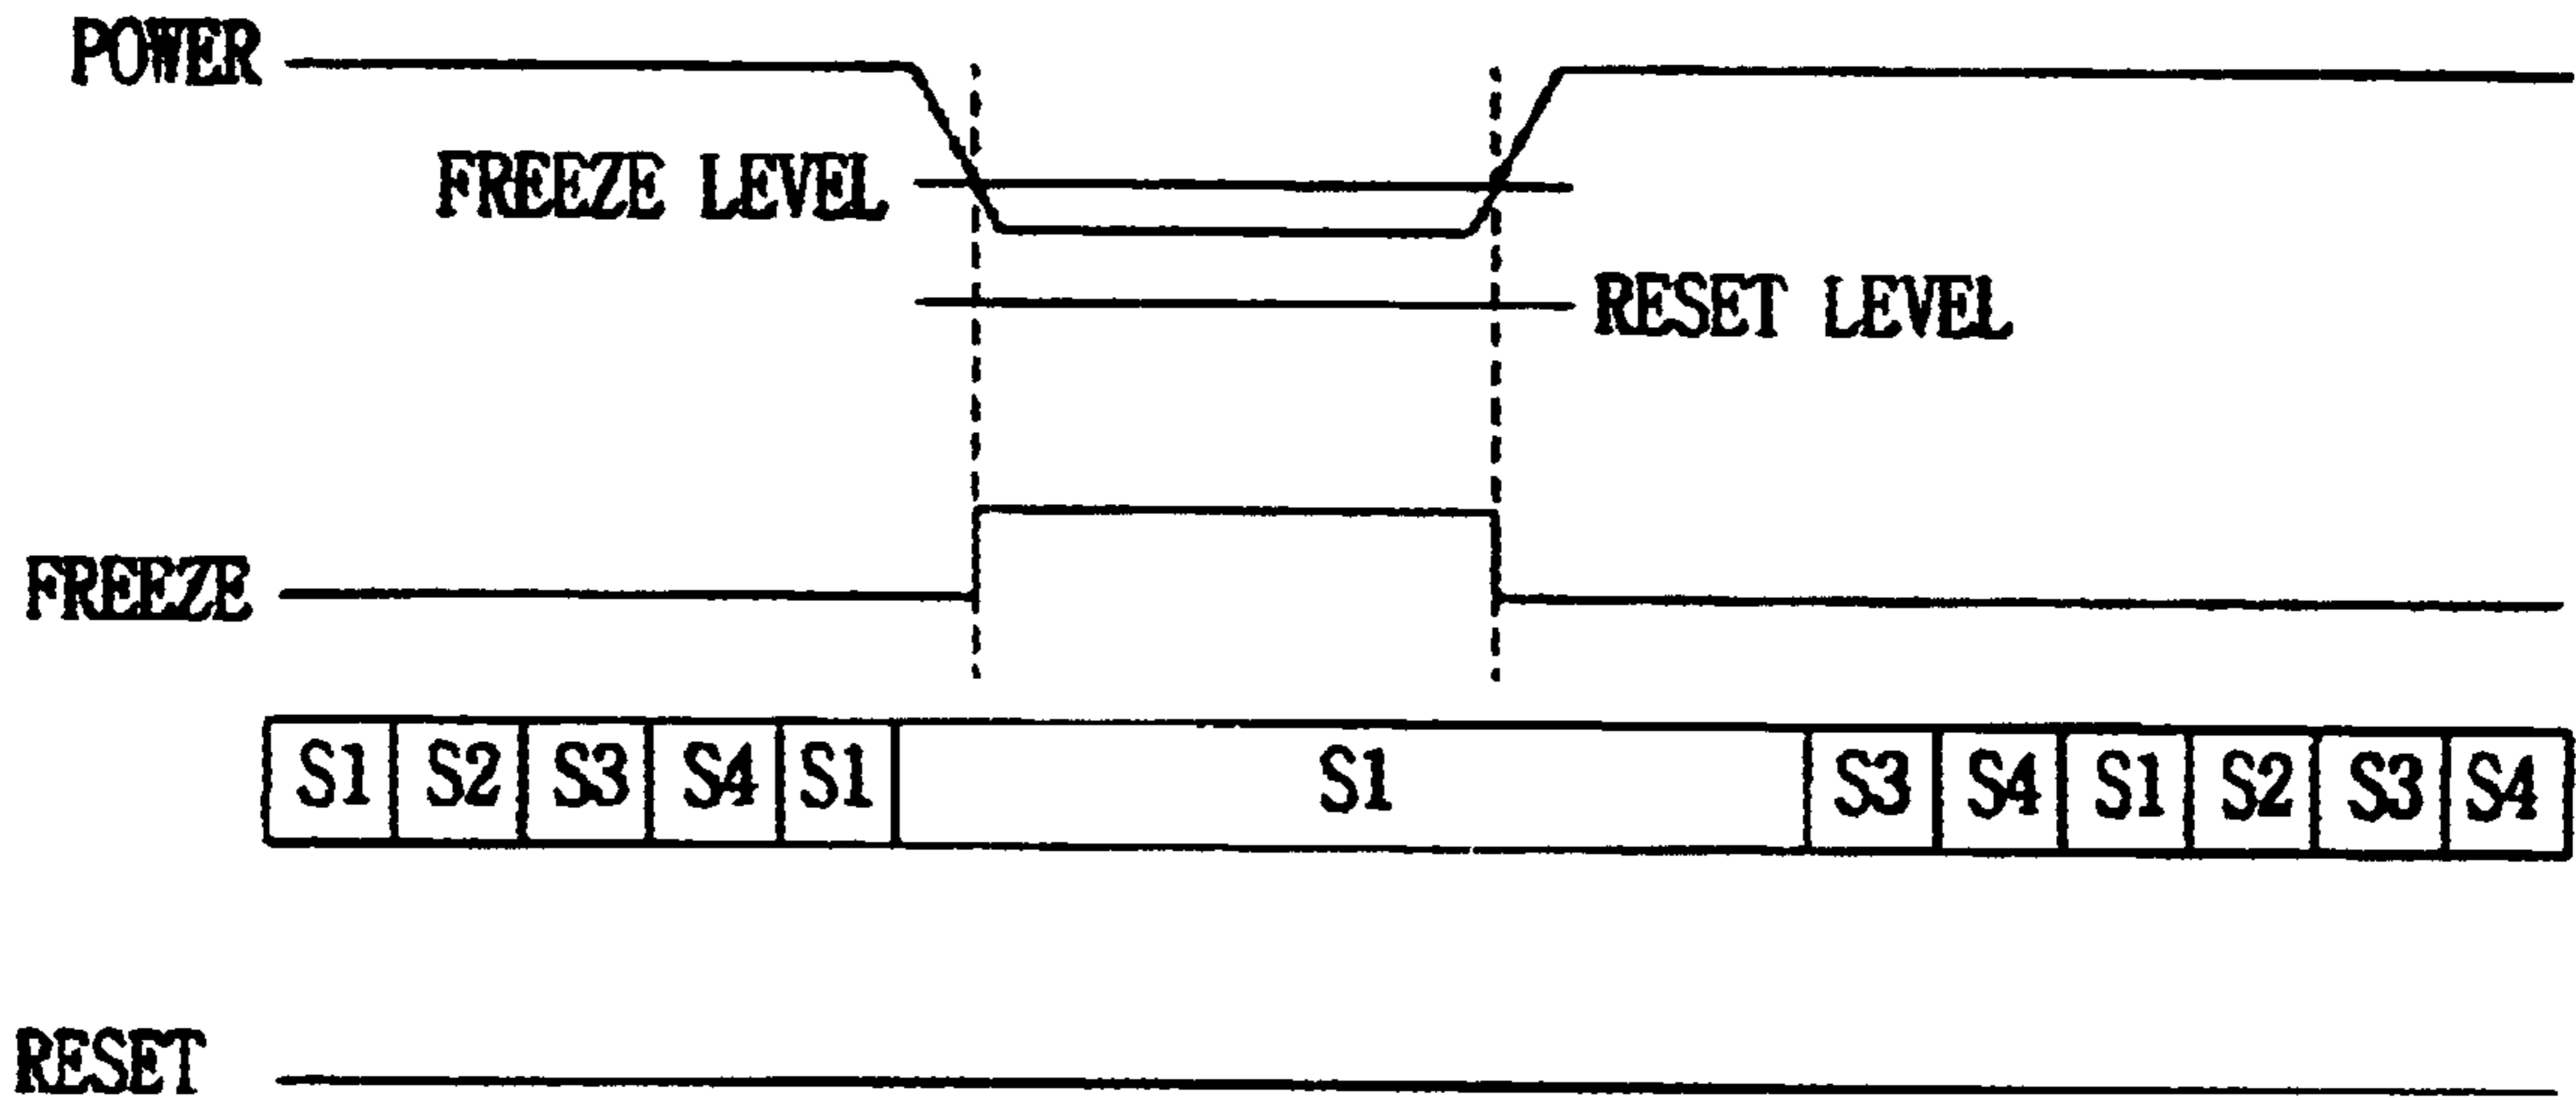 POWER
FREEZE LEVEL
RESET LEVEL
FREEZE
S1 S2 S3 S4 S1 S1 S3 S4 S1 S2 S3 S4
RESET